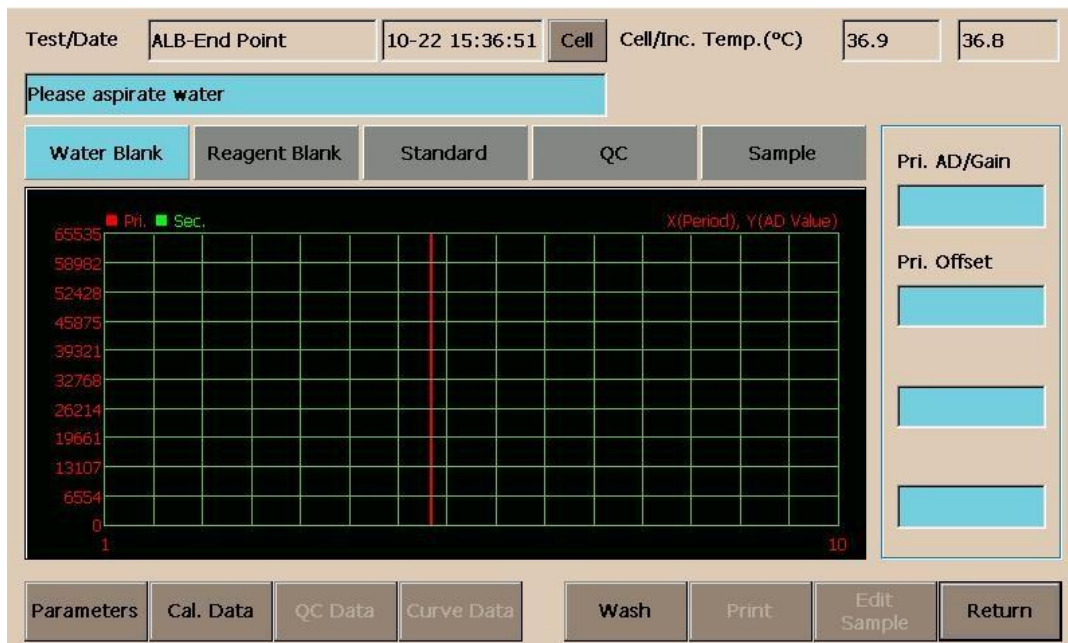 Test/Date ALB-End Point 10-22 15:36:51 Cell Cell/Inc. Temp.(°C) 36.9 36.8
Please aspirate water
Water Blank Reagent Blank Standard QC Sample
Pri. AD/Gain
Pri. Sec. X(Period), Y(AD Value)
65535
58982
Pri. Offset
52428
45875
39321
32768
26214
19661
13107
6554
0
1 10
Parameters Cal. Data QC Data Curve Data Wash Print Edit Sample Return